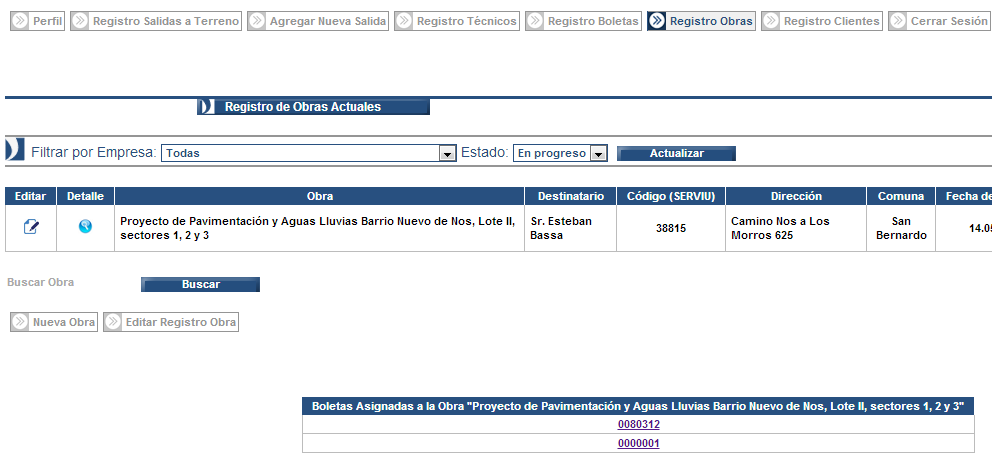 Perfil Registro Salidas a Terreno Agregar Nueva Salida Registro Técnicos Registro Boletas Registro Obras Registro Clientes Cerrar Sesión
Registro de Obras Actuales
Filtrar por Empresa: Todas Estado: En progreso Actualizar
Editar Detalle Obra Destinatario Código (SERVIU) Dirección Comuna Fecha de
Proyecto de Pavimentación y Aguas Lluvias Barrio Nuevo de Nos, Lote II, Sr. Esteban 38815 Camino Nos a Los San 14.05
sectores 1, 2 y 3 Bassa Morros 625 Bernardo
Buscar Obra Buscar
Nueva Obra Editar Registro Obra
Boletas Asignadas a la Obra "Proyecto de Pavimentación y Aguas Lluvias Barrio Nuevo de Nos, Lote II, sectores 1, 2 y 3"
0080312
0000001